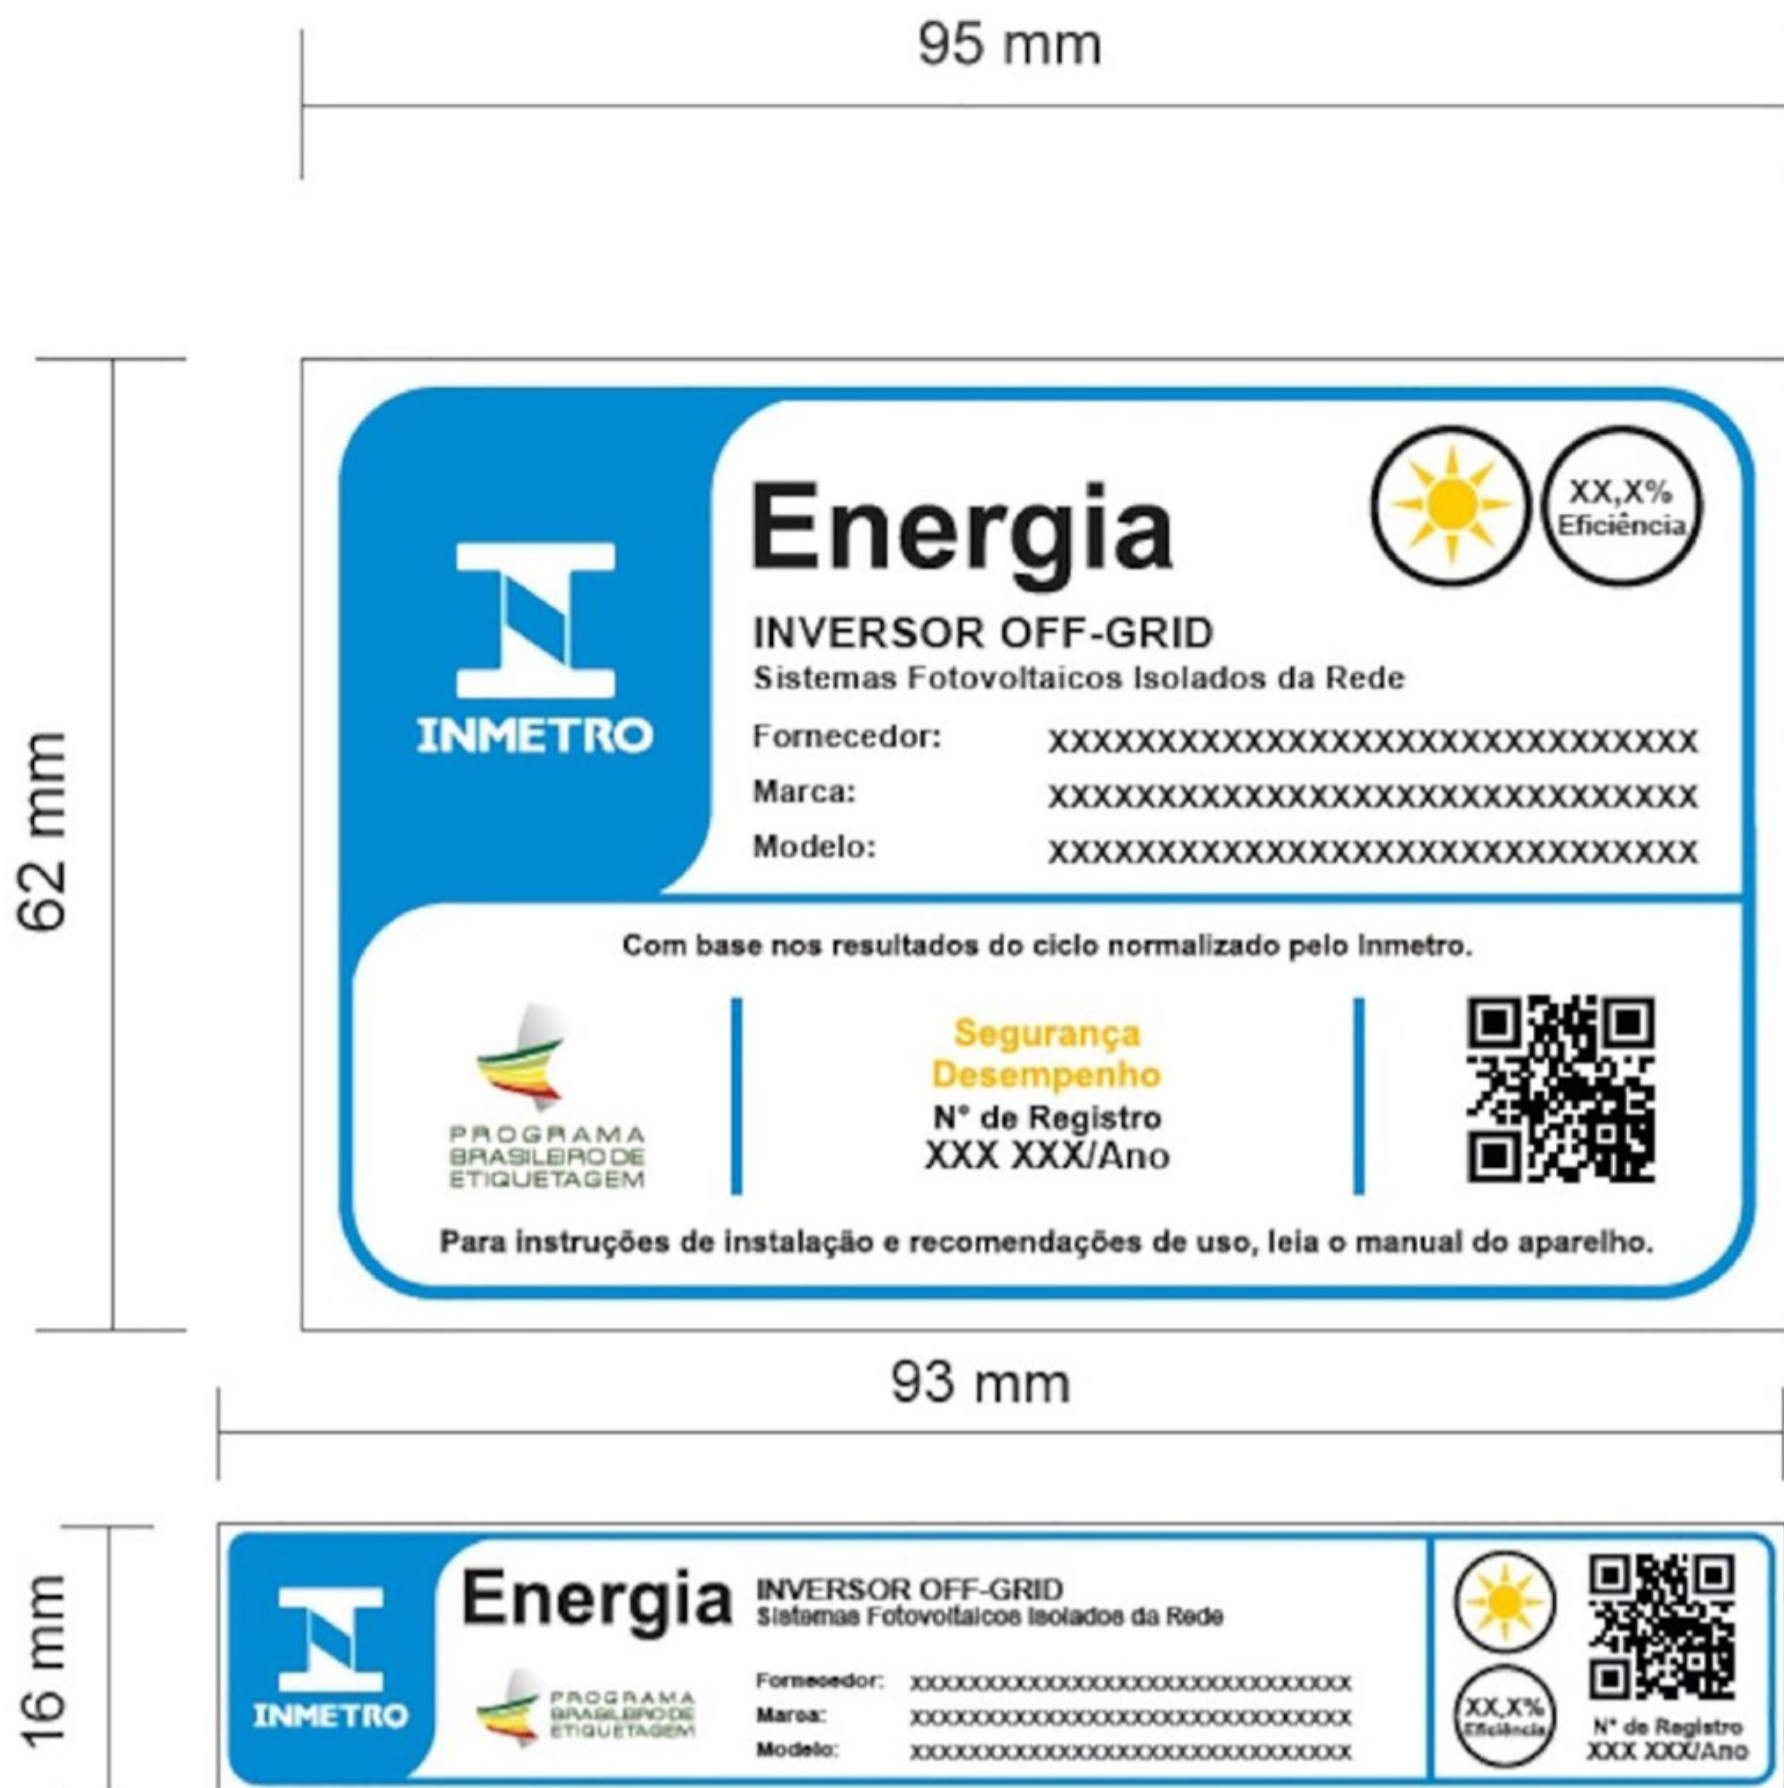 95 mm
62 mm
INMETRO
Energia
XX,X%
Eficiência
INVERSOR OFF-GRID
Sistemas Fotovoltaicos Isolados da Rede
Fornecedor: XXXXXXXXXXXXXXXXXXXXXXXXXXXXXX
Marca: XXXXXXXXXXXXXXXXXXXXXXXXXXXXXX
Modelo: XXXXXXXXXXXXXXXXXXXXXXXXXXXXXX
Com base nos resultados do ciclo normalizado pelo Inmetro.
PROGRAMA
BRASILEIRO DE
ETIQUETAGEM
Segurança
Desempenho
N° de Registro
XXX XXX/Ano
Para instruções de instalação e recomendações de uso, leia o manual do aparelho.
93 mm
16 mm
INMETRO
Energia
PROGRAMA
BRASILEIRO DE
ETIQUETAGEM
INVERSOR OFF-GRID
Sistemas Fotovoltaicos Isolados da Rede
Fornecedor: XXXXXXXXXXXXXXXXXXXXXXXXXXXXXX
Marca: XXXXXXXXXXXXXXXXXXXXXXXXXXXXXX
Modelo: XXXXXXXXXXXXXXXXXXXXXXXXXXXXXX
XX,X%
Eficiência
N° de Registro
XXX XXX/Ano